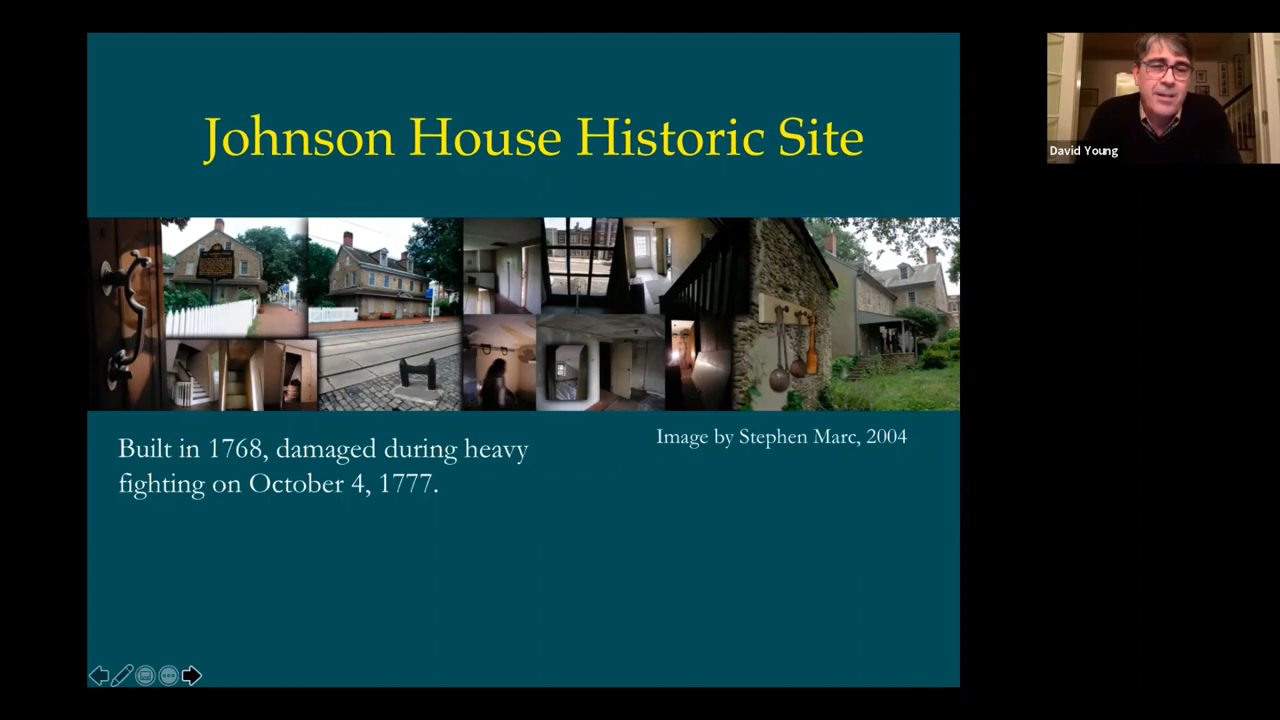 Johnson House Historic Site
Built in 1768, damaged during heavy
fighting on October 4, 1777.
Image by Stephen Marc, 2004
David Young